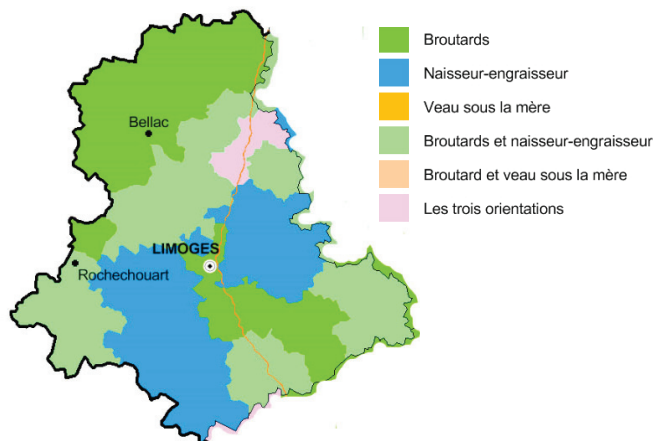 Broutards
Naisseur-engraisseur
Veau sous la mère
Broutards et naisseur-engraisseur
Broutard et veau sous la mère
Les trois orientations
Bellac
LIMOGES
Rochechouart